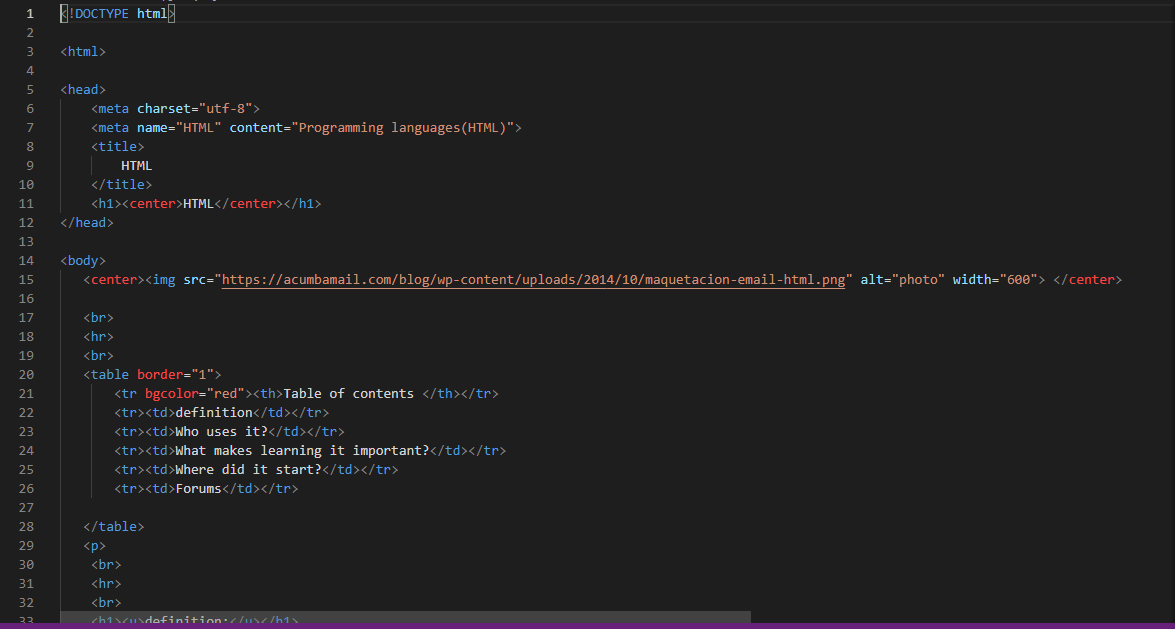 1 <!DOCTYPE html>
2
3 <html>
4
5 <head>
6 <meta charset="utf-8">
7 <meta name="HTML" content="Programming languages(HTML)">
8 <title>
9 HTML
10 </title>
11 <h1><center>HTML</center></h1>
12 </head>
13
14 <body>
15 <center><img src="https://acumbamail.com/blog/wp-content/uploads/2014/10/maquetacion-email-html.png" alt="photo" width="600"> </center>
16
17 <br>
18 <hr>
19 <br>
20 <table border="1">
21 <tr bgcolor="red"><th>Table of contents </th></tr>
22 <tr><td>definition</td></tr>
23 <tr><td>Who uses it?</td></tr>
24 <tr><td>What makes learning it important?</td></tr>
25 <tr><td>Where did it start?</td></tr>
26 <tr><td>Forums</td></tr>
27
28 </table>
29 <p>
30 <br>
31 <hr>
32 <br>
33 <h1><u>definition:</u></h1>